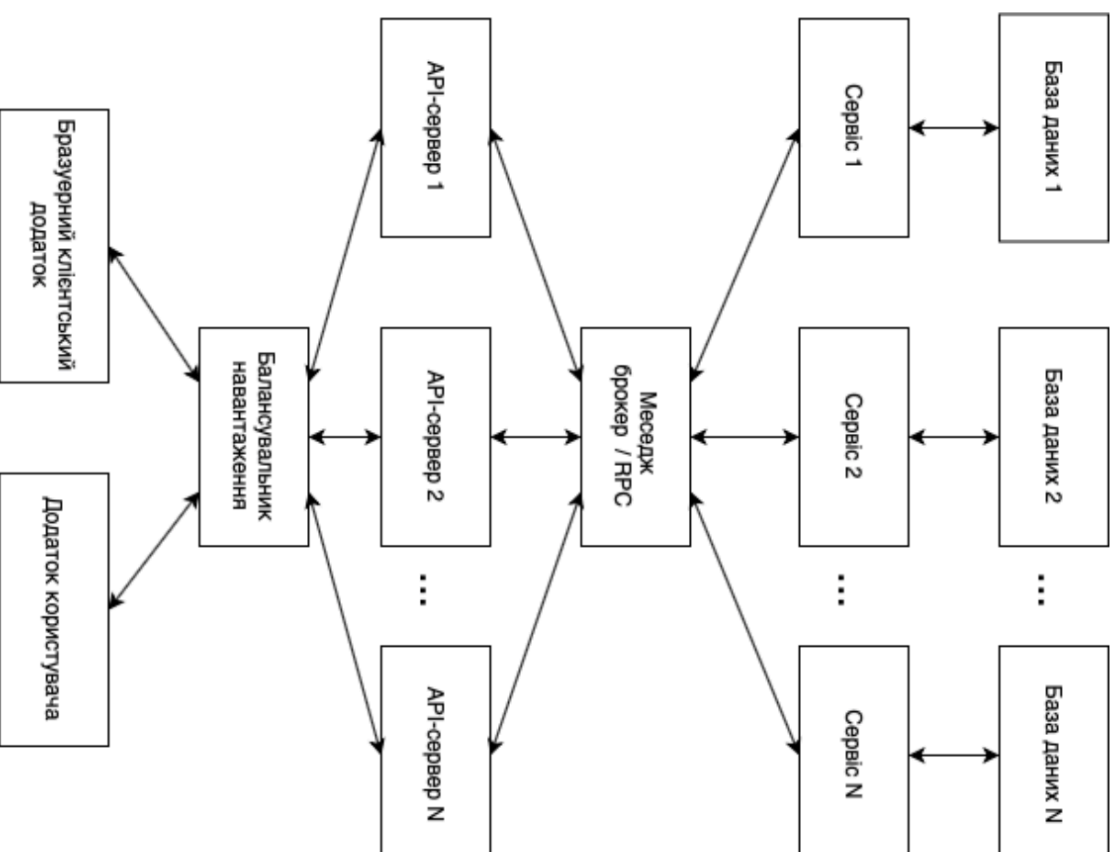 База даних 1
База даних 2
...
База даних N
Сервіс 1
Сервіс 2
...
Сервіс N
Меседж
брокер / RPC
API-сервер 1
API-сервер 2
...
API-сервер N
Балансувальник
навантаження
Бразуерний клієнтський
додаток
Додаток користувача